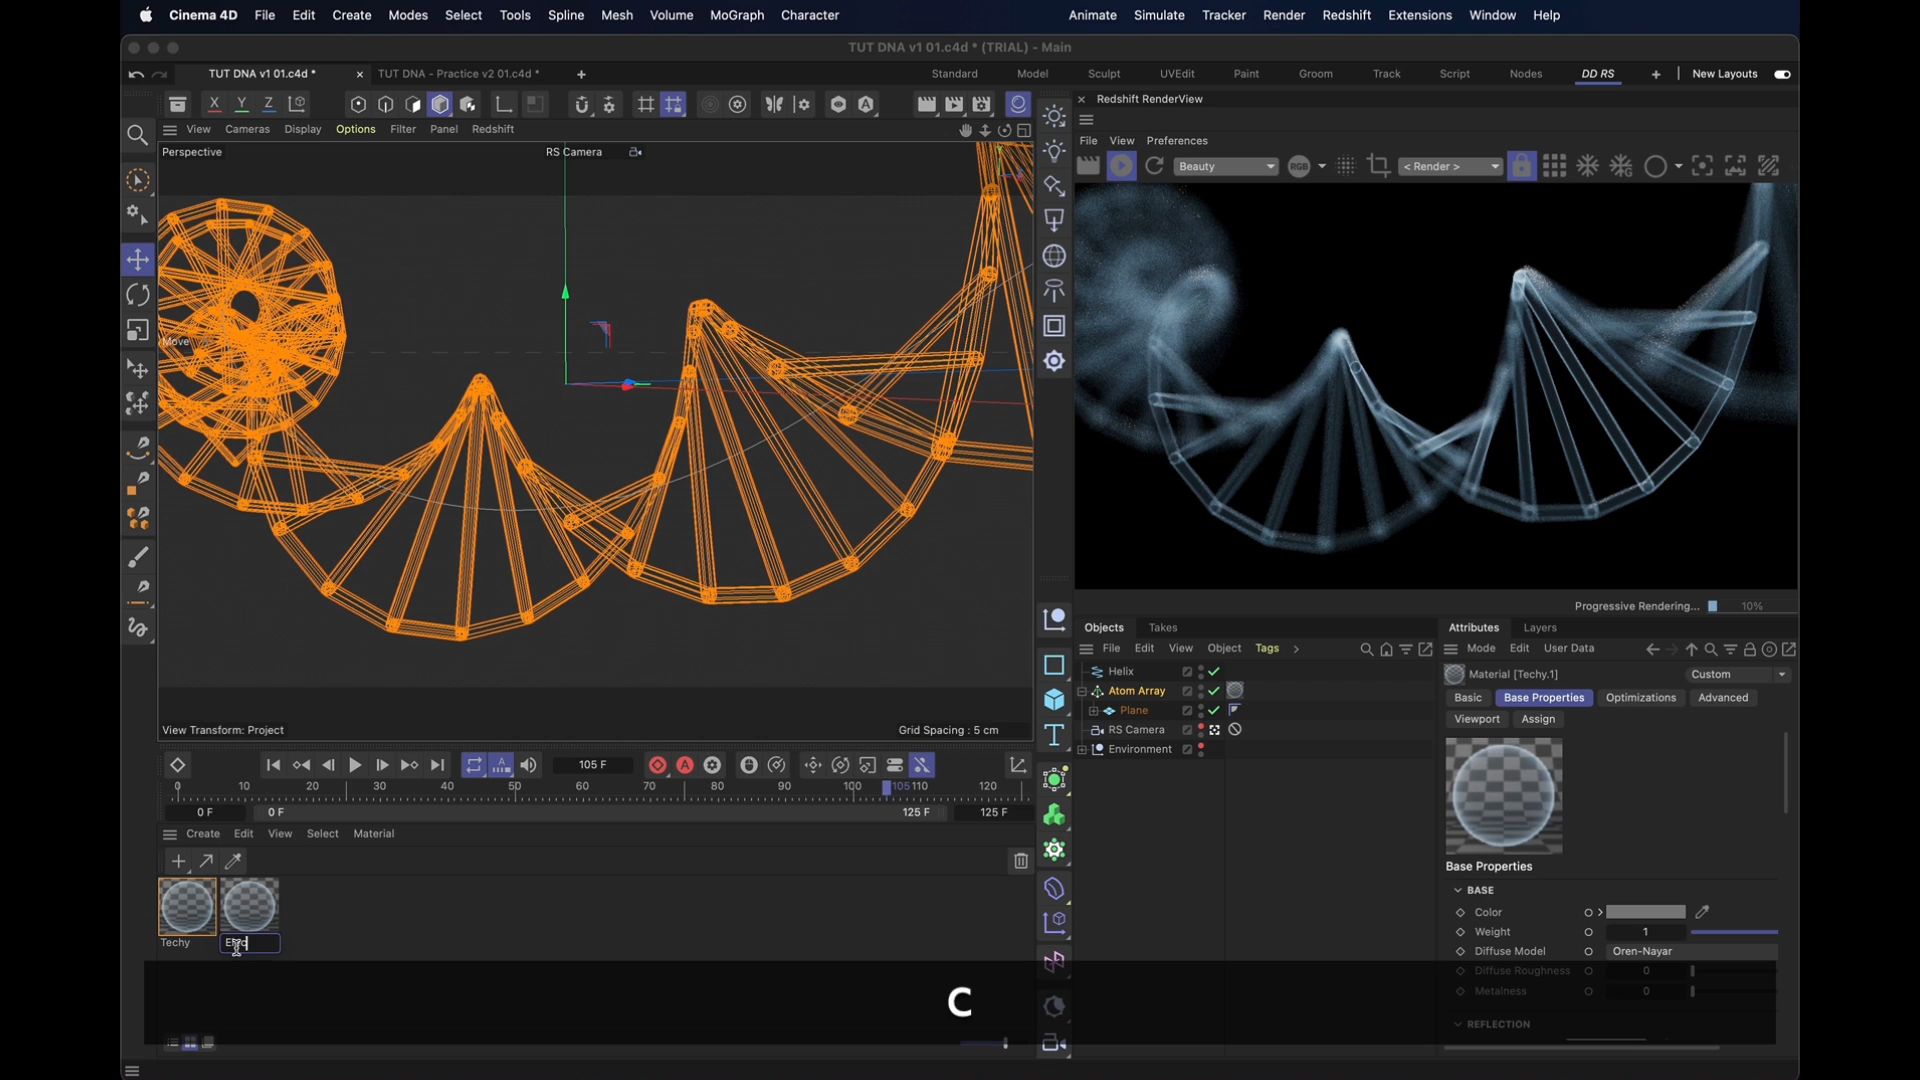 Cinema 4D File Edit Create Modes Select Tools Spline Mesh Volume MoGraph Character Animate Simulate Tracker Render Redshift Extensions Window Help
TUT DNA v1 01.c4d * (TRIAL) - Main
TUT DNA v1 01.c4d * TUT DNA - Practice v2 01.c4d * Standard Model Sculpt UVEdit Paint Groom Track Script Nodes DD RS New Layouts
X Y Z
Redshift RenderView
View Cameras Display Options Filter Panel Redshift
File View Preferences
Perspective RS Camera
Beauty RGB < Render >
Move
Progressive Rendering... 10%
Objects Takes
File Edit View Object Tags
Helix
Atom Array
Plane
RS Camera
Environment
Attributes Layers
Mode Edit User Data
Material [Techy.1] Custom
Basic Base Properties Optimizations Advanced
Viewport Assign
Base Properties
BASE
Color
Weight 1
Diffuse Model Oren-Nayar
Diffuse Roughness 0
Metalness 0
REFLECTION
View Transform: Project Grid Spacing : 5 cm
105 F
0 10 20 30 40 50 60 70 80 90 100 105 110 120
0 F 0 F 125 F 125 F
Create Edit View Select Material
Techy
C